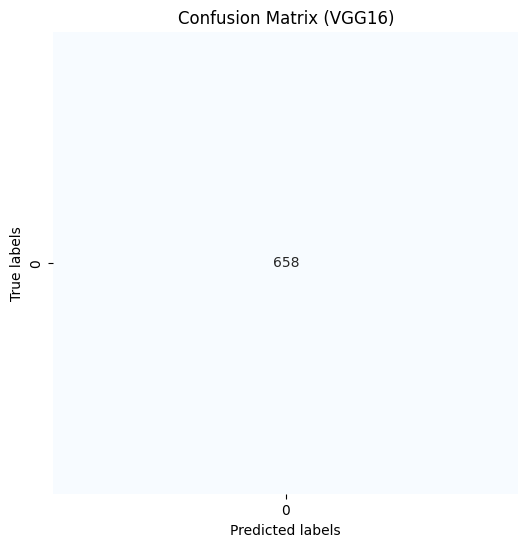 Confusion Matrix (VGG16)
True labels
0
658
0
Predicted labels